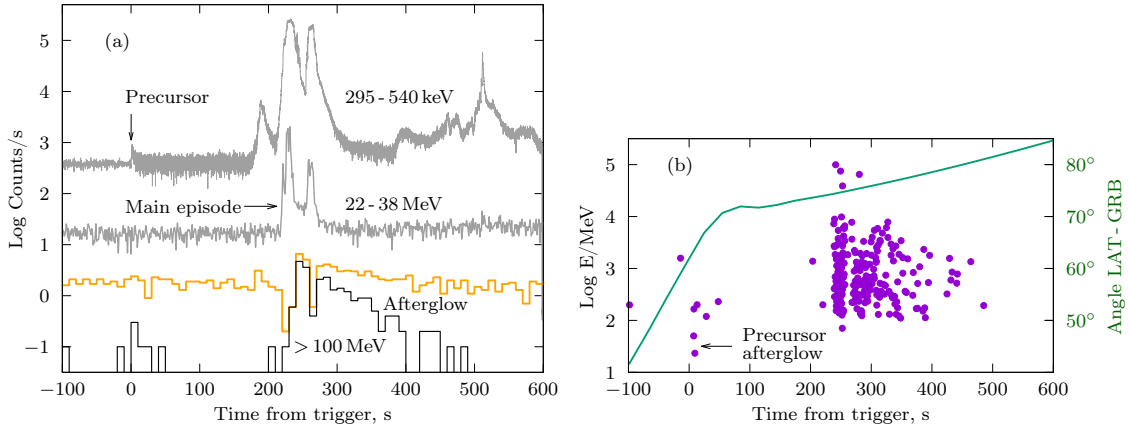 (a)
Precursor
295 - 540 keV
Main episode
22 - 38 MeV
Afterglow
> 100 MeV
Log Counts/s
5
4
3
2
1
0
−1
−100 0 100 200 300 400 500 600
Time from trigger, s
(b)
Precursor
afterglow
Log E/MeV
5
4
3
2
1
80°
70°
60°
50°
Angle LAT - GRB
−100 0 100 200 300 400 500 600
Time from trigger, s